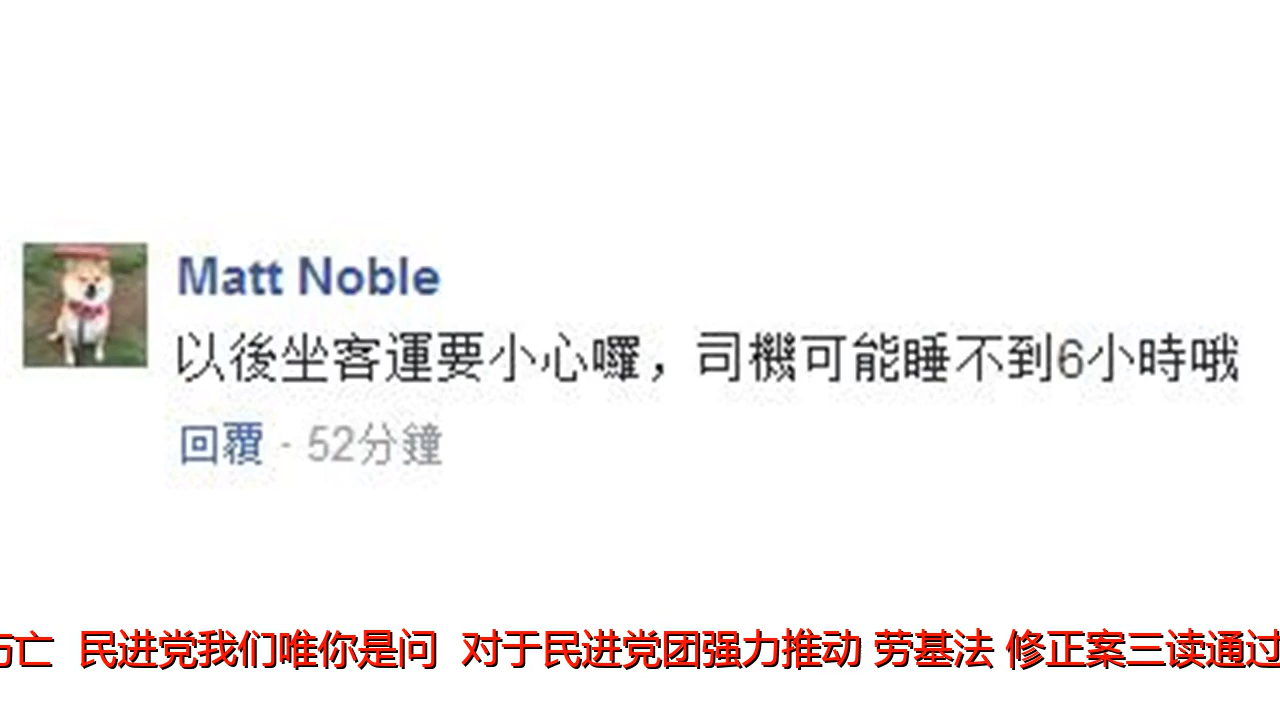 Matt Noble
以後坐客運要小心囉，司機可能睡不到6小時哦
回覆 - 52分鐘
亡 民进党我们唯你是问 对于民进党团强力推动 劳基法 修正案三读通过